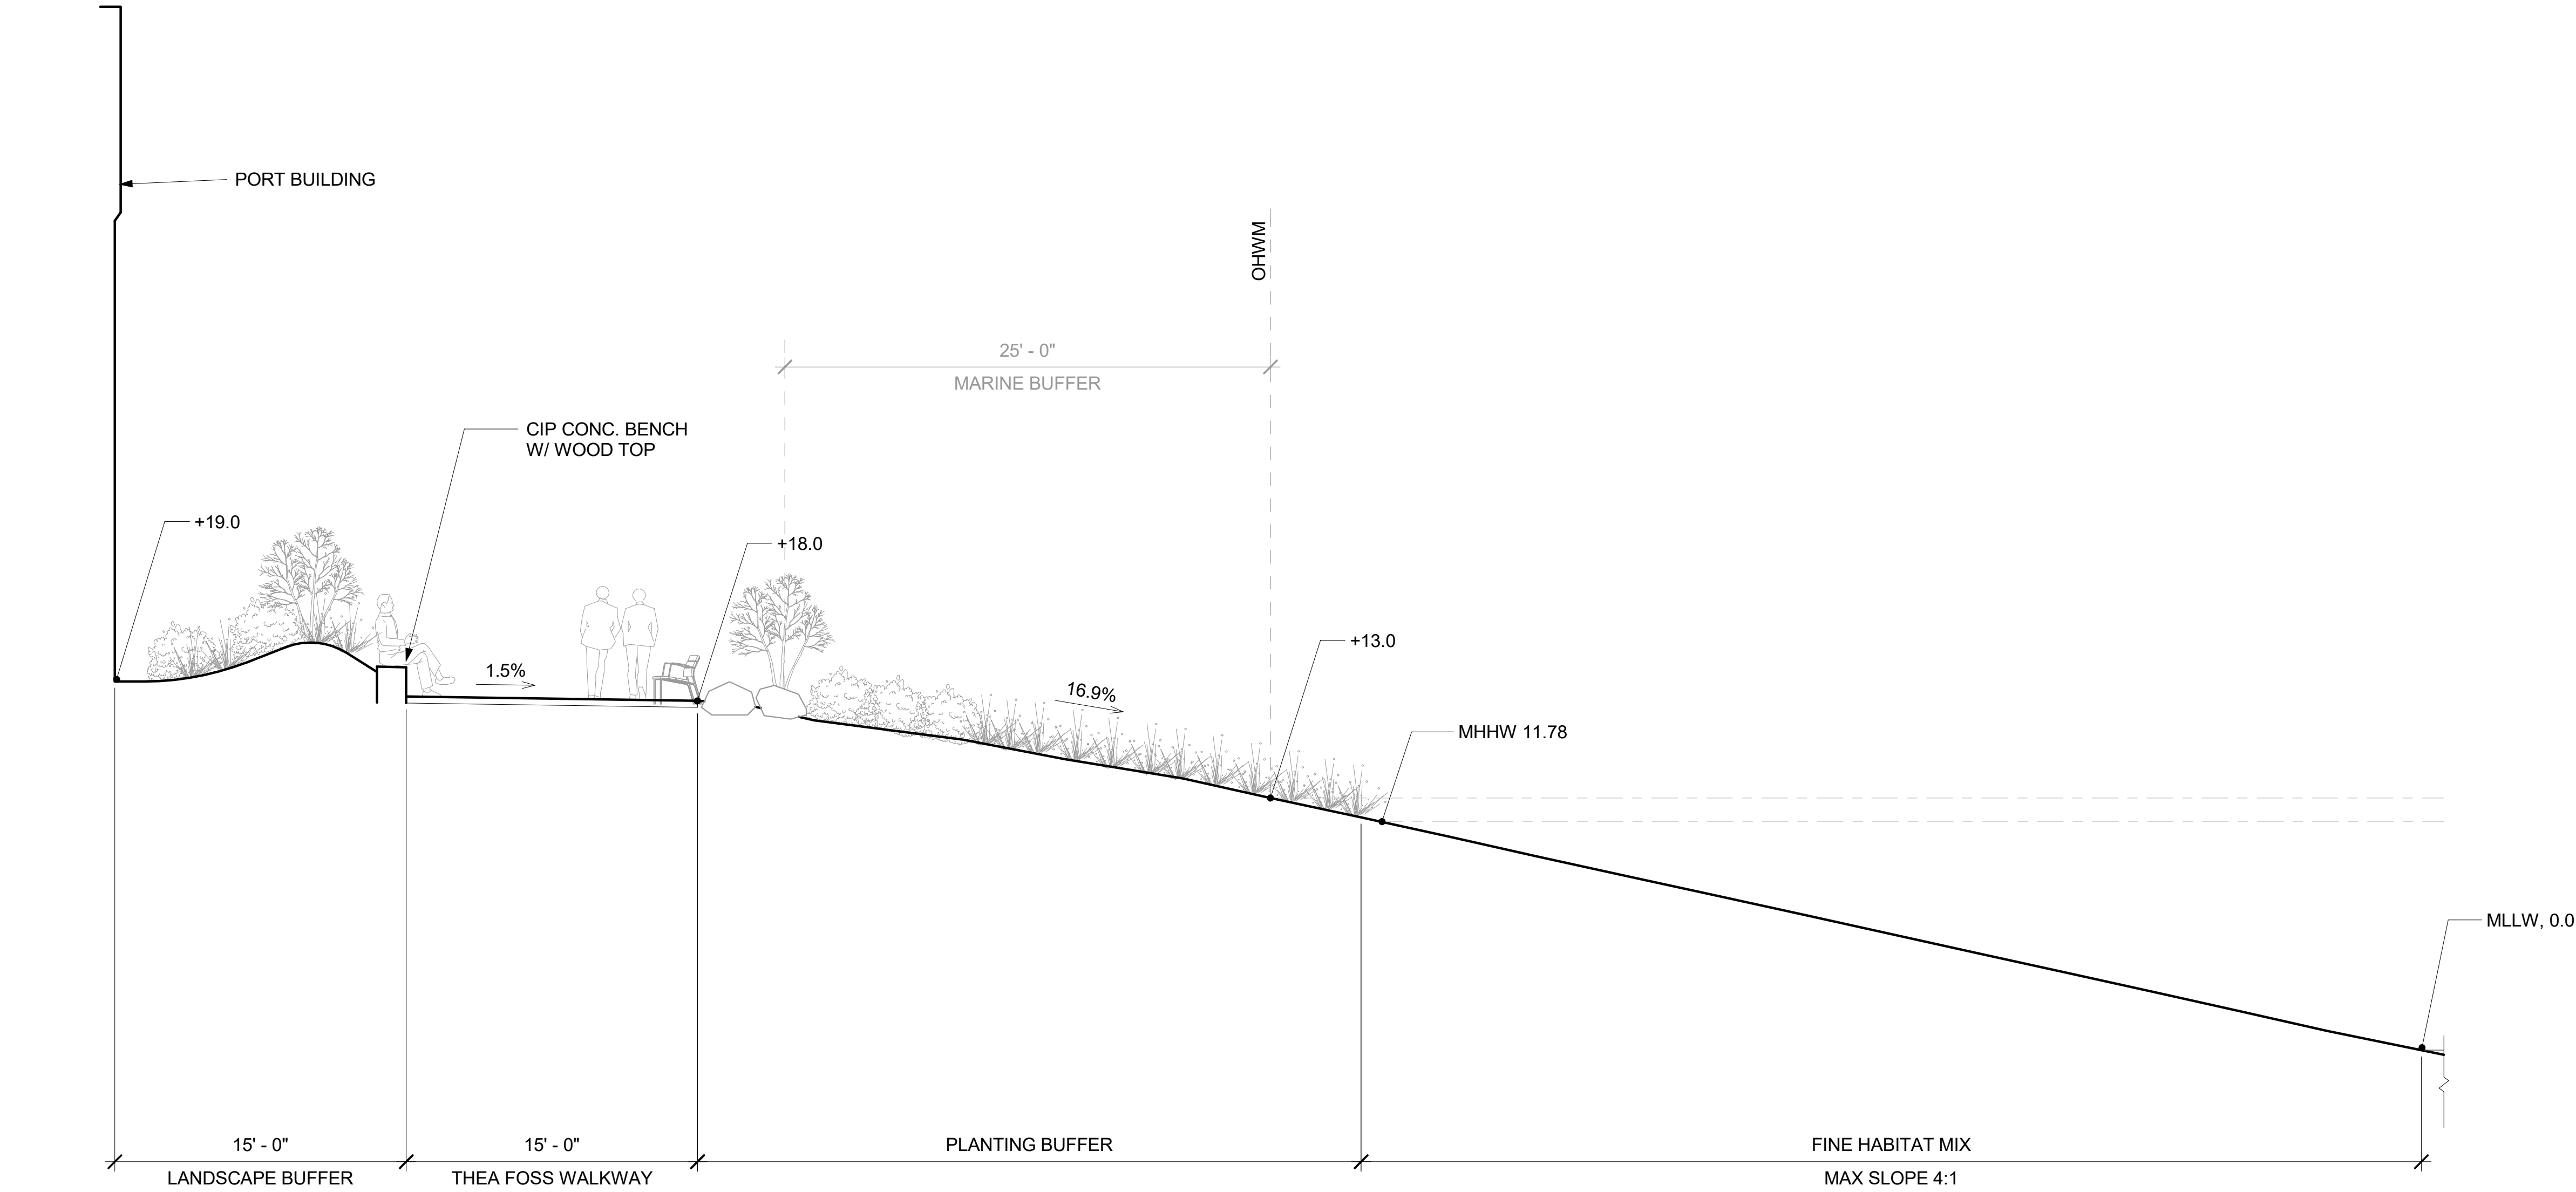 PORT BUILDING
OHWM
25' - 0"
MARINE BUFFER
CIP CONC. BENCH
W/ WOOD TOP
+19.0
+18.0
+13.0
1.5%
16.9%
MHHW 11.78
MLLW, 0.0
15' - 0"
LANDSCAPE BUFFER
15' - 0"
THEA FOSS WALKWAY
PLANTING BUFFER
FINE HABITAT MIX
MAX SLOPE 4:1